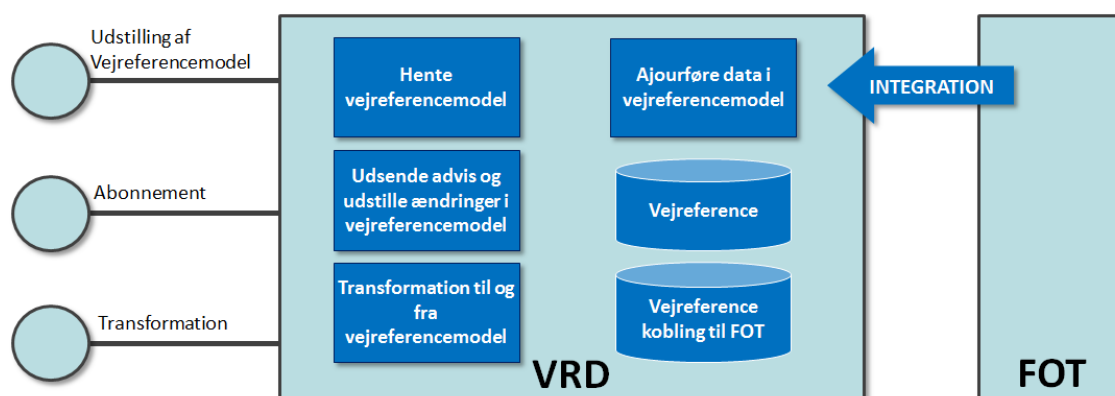 Udstilling af
Vejreferencemodel
Abonnement
Transformation
Hente
vejreferencemodel
Udsende advis og
udstille ændringer i
vejreferencemodel
Transformation til og
fra
vejreferencemodel
Ajourføre data i
vejreferencemodel
Vejreference
Vejreference
kobling til FOT
VRD
INTEGRATION
FOT